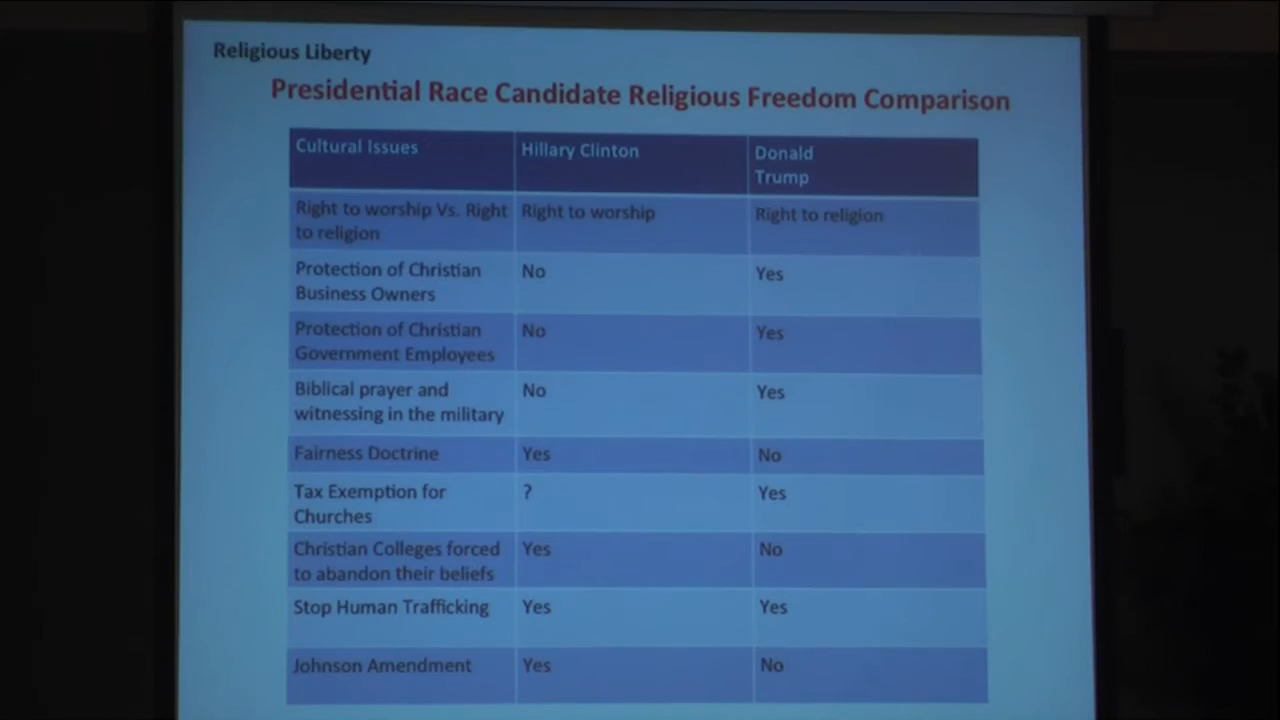 Religious Liberty
Presidential Race Candidate Religious Freedom Comparison
Cultural Issues
Hillary Clinton
Donald
Trump
Right to worship Vs. Right
to religion
Right to worship
Right to religion
Protection of Christian
Business Owners
No
Yes
Protection of Christian
Government Employees
No
Yes
Biblical prayer and
witnessing in the military
No
Yes
Fairness Doctrine
Yes
No
Tax Exemption for
Churches
?
Yes
Christian Colleges forced
to abandon their beliefs
Yes
No
Stop Human Trafficking
Yes
Yes
Johnson Amendment
Yes
No